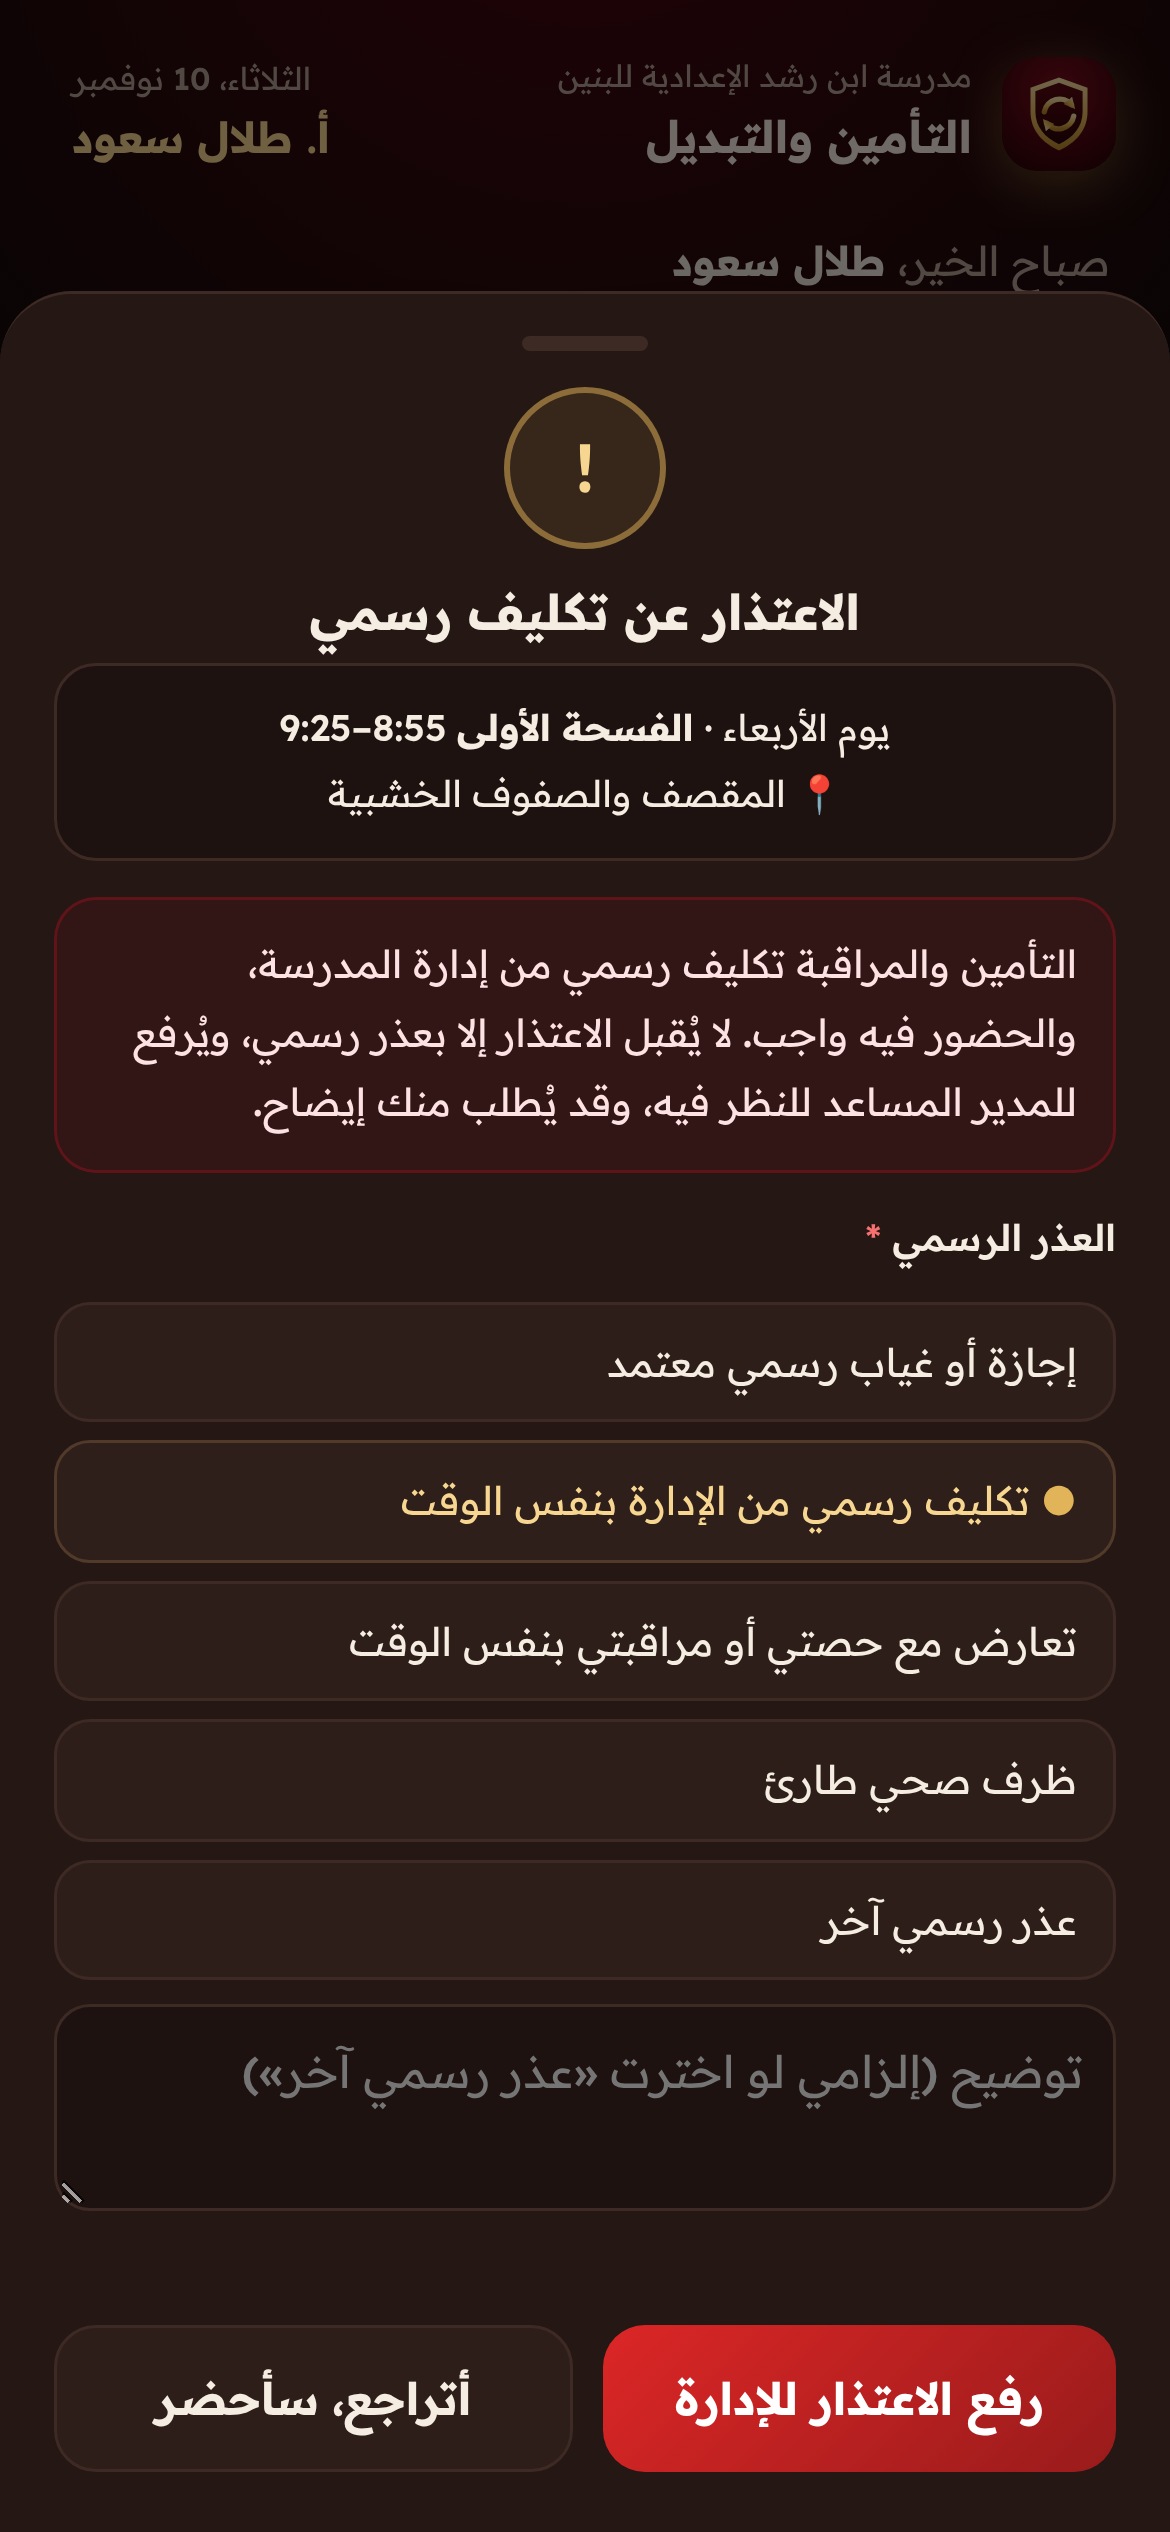 مدرسة ابن رشد الإعدادية للبنين
التأمين والتبديل
الثلاثاء، 10 نوفمبر
أ. طلال سعود
صباح الخير، طلال سعود
!
الاعتذار عن تكليف رسمي
يوم الأربعاء · الفسحة الأولى 8:55–9:25
📍 المقصف والصفوف الخشبية
التأمين والمراقبة تكليف رسمي من إدارة المدرسة،
والحضور فيه واجب. لا يُقبل الاعتذار إلا بعذر رسمي، ويُرفع
للمدير المساعد للنظر فيه، وقد يُطلب منك إيضاح.
العذر الرسمي *
إجازة أو غياب رسمي معتمد
تكليف رسمي من الإدارة بنفس الوقت
تعارض مع حصتي أو مراقبتي بنفس الوقت
ظرف صحي طارئ
عذر رسمي آخر
توضيح (إلزامي لو اخترت «عذر رسمي آخر»)
رفع الاعتذار للإدارة
أتراجع، سأحضر